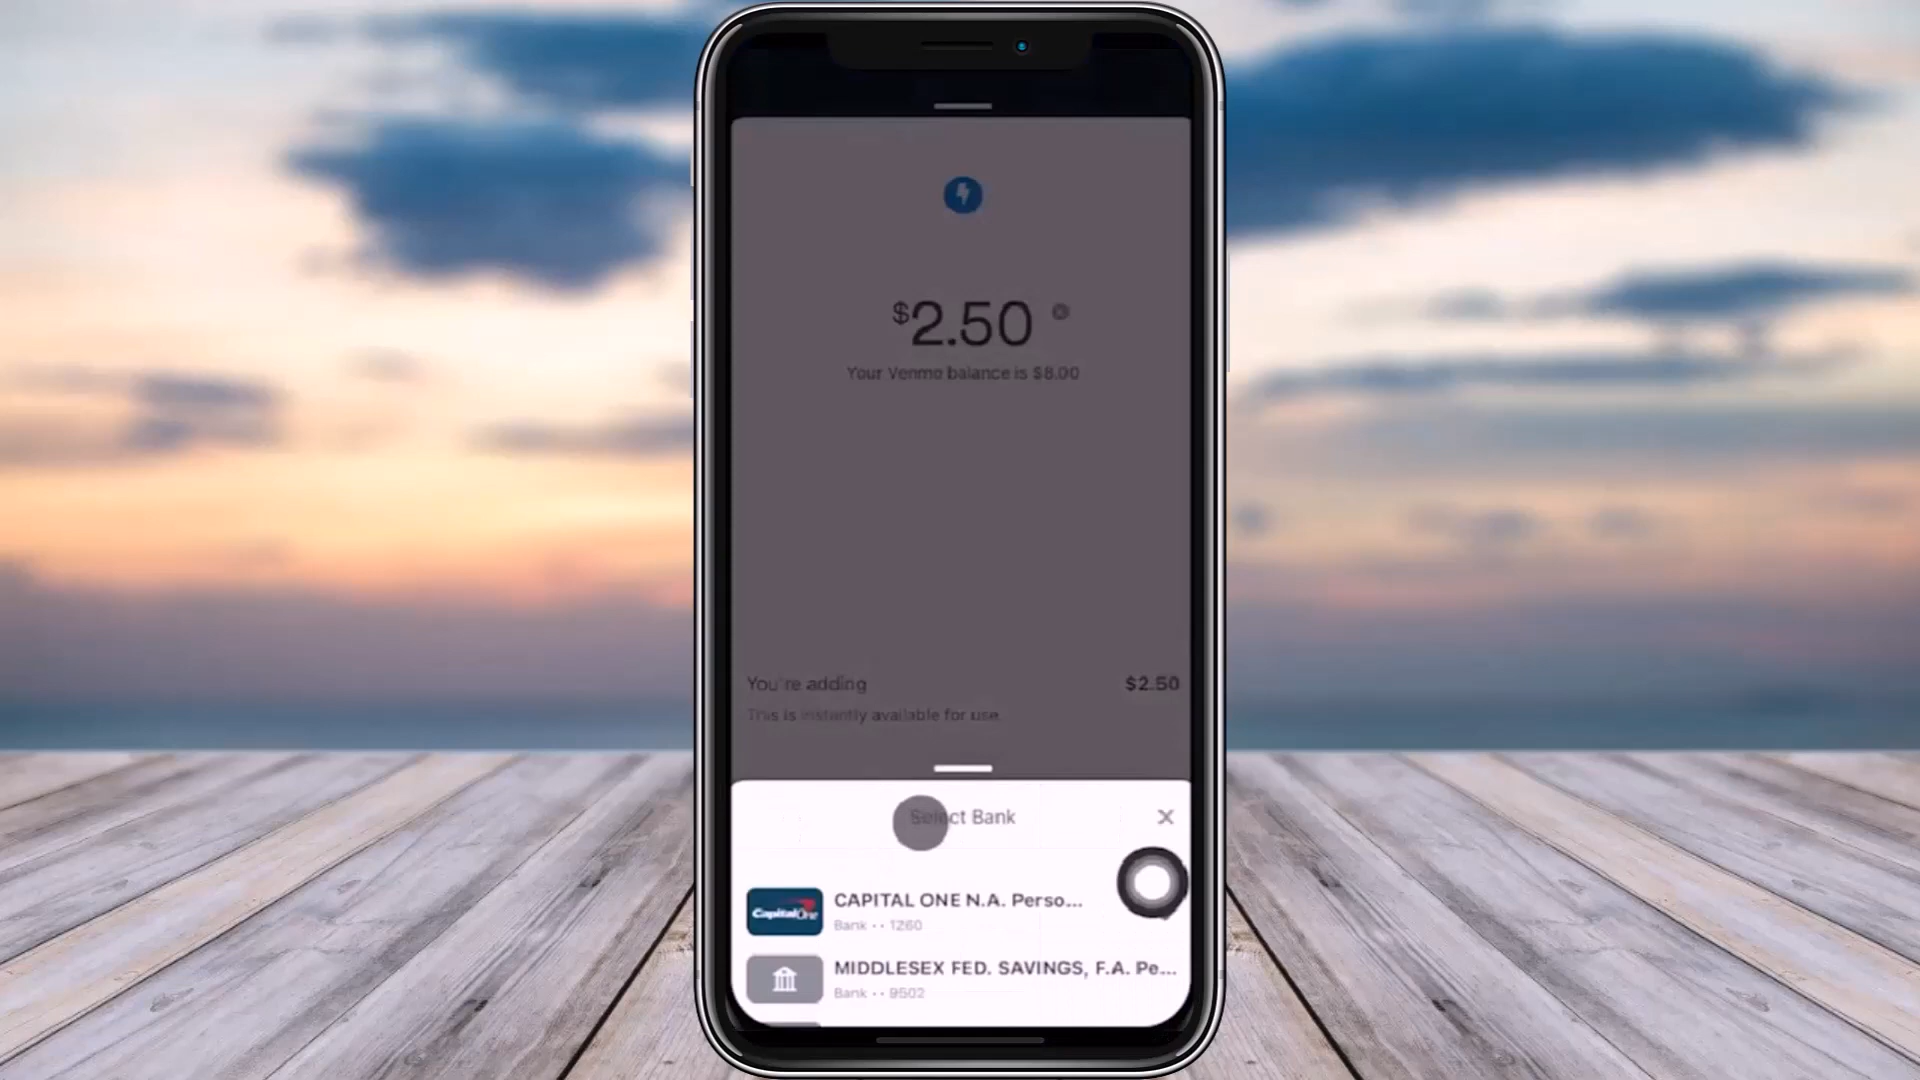 $2.50
Your Venmo balance is $8.00
You're adding $2.50
This is instantly available for use.
Select Bank
CapitalOne
CAPITAL ONE N.A. Perso...
Bank •• 1260
MIDDLESEX FED. SAVINGS, F.A. Pe...
Bank •• 9502